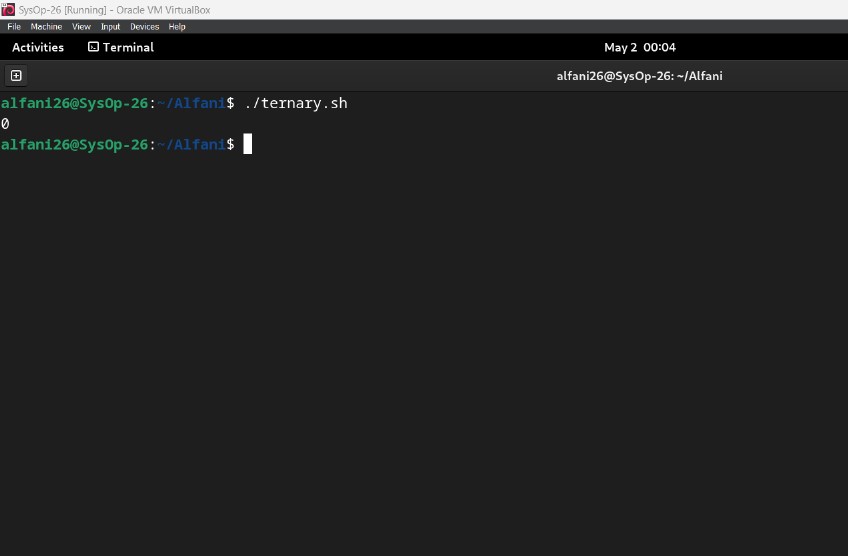 SysOp-26 [Running] - Oracle VM VirtualBox
File Machine View Input Devices Help
Activities Terminal May 2 00:04
alfani26@SysOp-26: ~/Alfani
alfani26@SysOp-26:~/Alfani$ ./ternary.sh
0
alfani26@SysOp-26:~/Alfani$